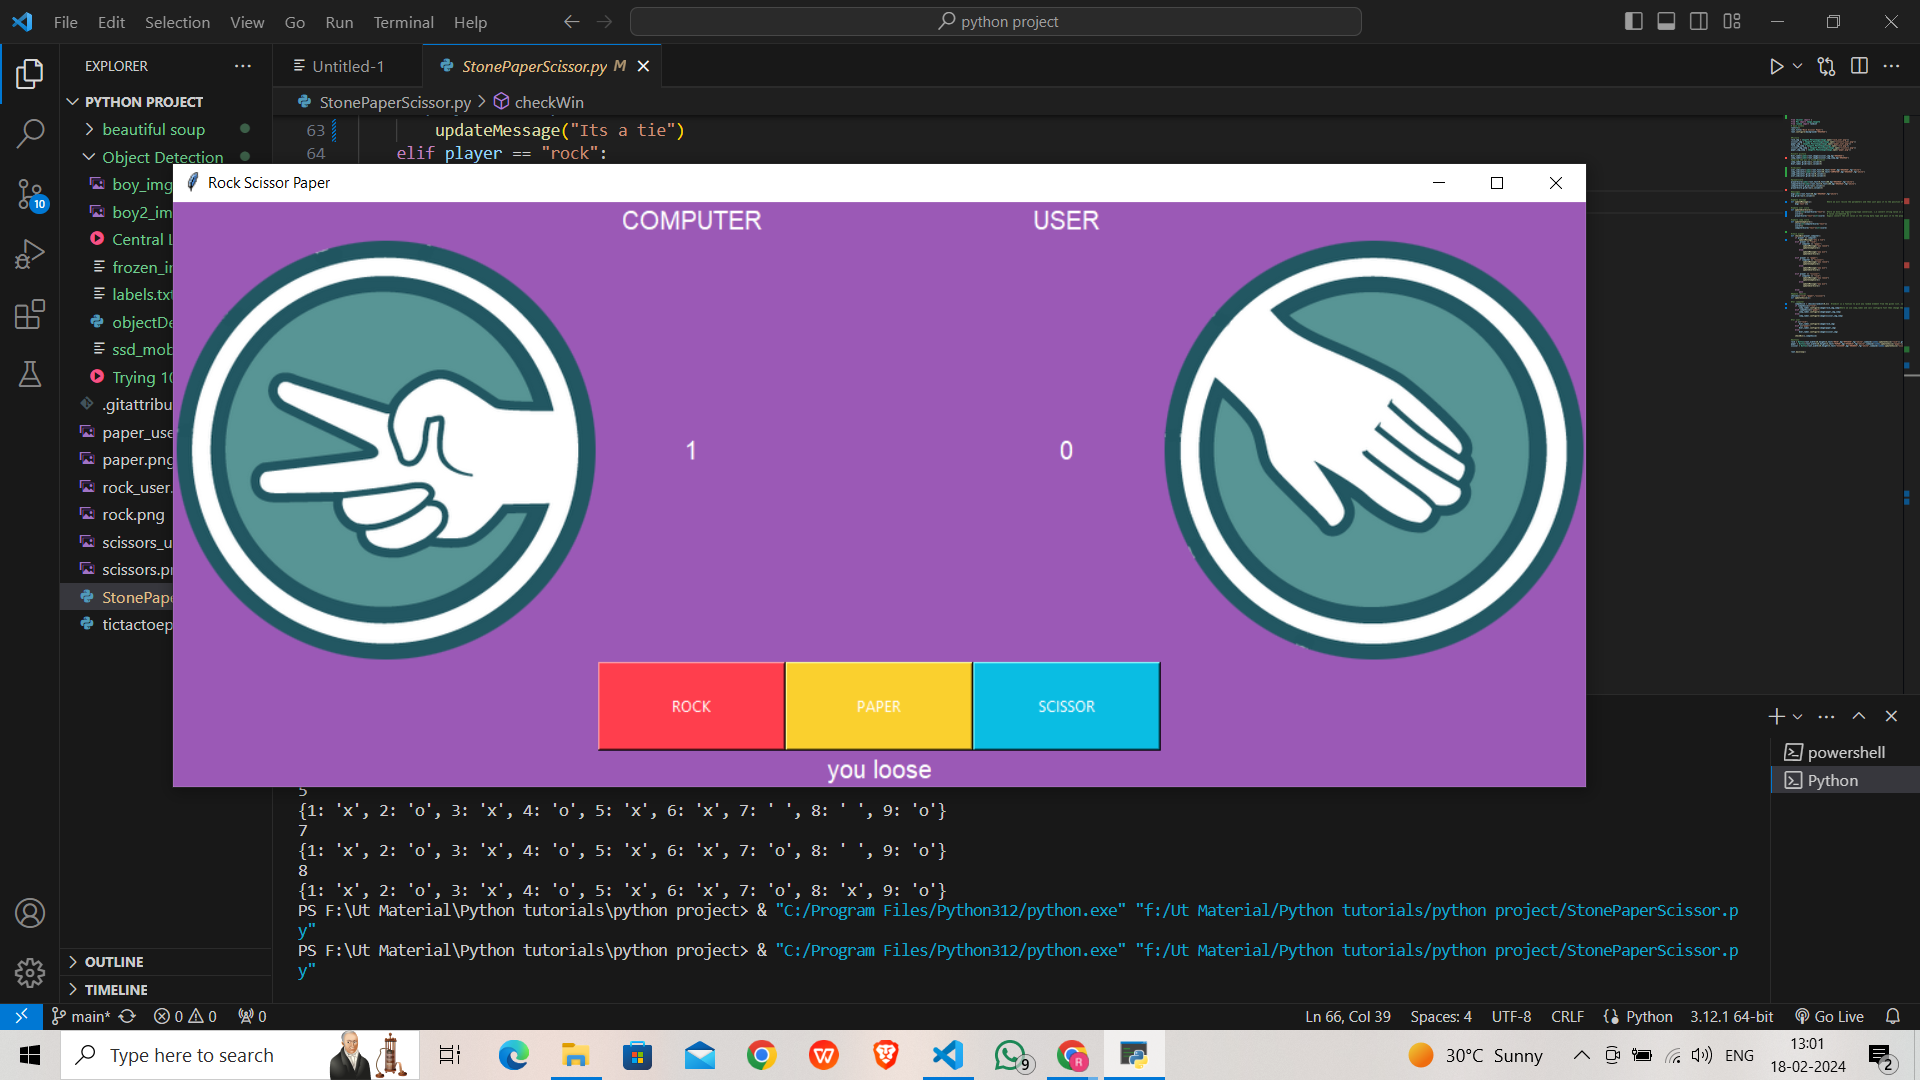 File Edit Selection View Go Run Terminal Help
python project
EXPLORER
Untitled-1
StonePaperScissor.py M
PYTHON PROJECT
StonePaperScissor.py > checkWin
beautiful soup
63 updateMessage("Its a tie")
Object Detection
64 elif player == "rock":
boy_img
boy2_im
Central L
frozen_in
labels.txt
objectDe
ssd_mob
Trying 10
.gitattribu
paper_use
paper.png
rock_user.
rock.png
scissors_u
scissors.p
StonePape
tictactoep
10
Rock Scissor Paper
COMPUTER USER
1 0
ROCK PAPER SCISSOR
you loose
powershell
Python
5
{1: 'x', 2: 'o', 3: 'x', 4: 'o', 5: 'x', 6: 'x', 7: ' ', 8: ' ', 9: 'o'}
7
{1: 'x', 2: 'o', 3: 'x', 4: 'o', 5: 'x', 6: 'x', 7: 'o', 8: ' ', 9: 'o'}
8
{1: 'x', 2: 'o', 3: 'x', 4: 'o', 5: 'x', 6: 'x', 7: 'o', 8: 'x', 9: 'o'}
PS F:\Ut Material\Python tutorials\python project> & "C:/Program Files/Python312/python.exe" "f:/Ut Material/Python tutorials/python project/StonePaperScissor.p
y"
PS F:\Ut Material\Python tutorials\python project> & "C:/Program Files/Python312/python.exe" "f:/Ut Material/Python tutorials/python project/StonePaperScissor.p
y"
OUTLINE
TIMELINE
main* 0 0 0
Ln 66, Col 39 Spaces: 4 UTF-8 CRLF Python 3.12.1 64-bit Go Live
Type here to search
9
R
30°C Sunny
ENG
13:01
18-02-2024
2